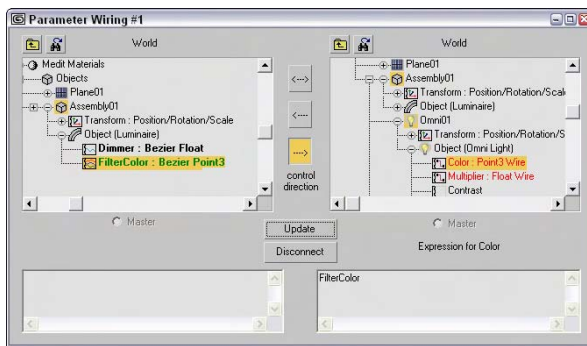 Parameter Wiring #1
World
Medit Materials
Objects
Plane01
Assembly01
Transform : Position/Rotation/Scale
Object (Luminaire)
Dimmer : Bezier Float
FilterColor : Bezier Point3
Master
<--->
<----
---->
control
direction
Update
Disconnect
World
Plane01
Assembly01
Transform : Position/Rotation/Scale
Object (Luminaire)
Omni01
Transform : Position/Rotation/S
Object (Omni Light)
Color : Point3 Wire
Multiplier : Float Wire
Contrast
Master
Expression for Color
FilterColor